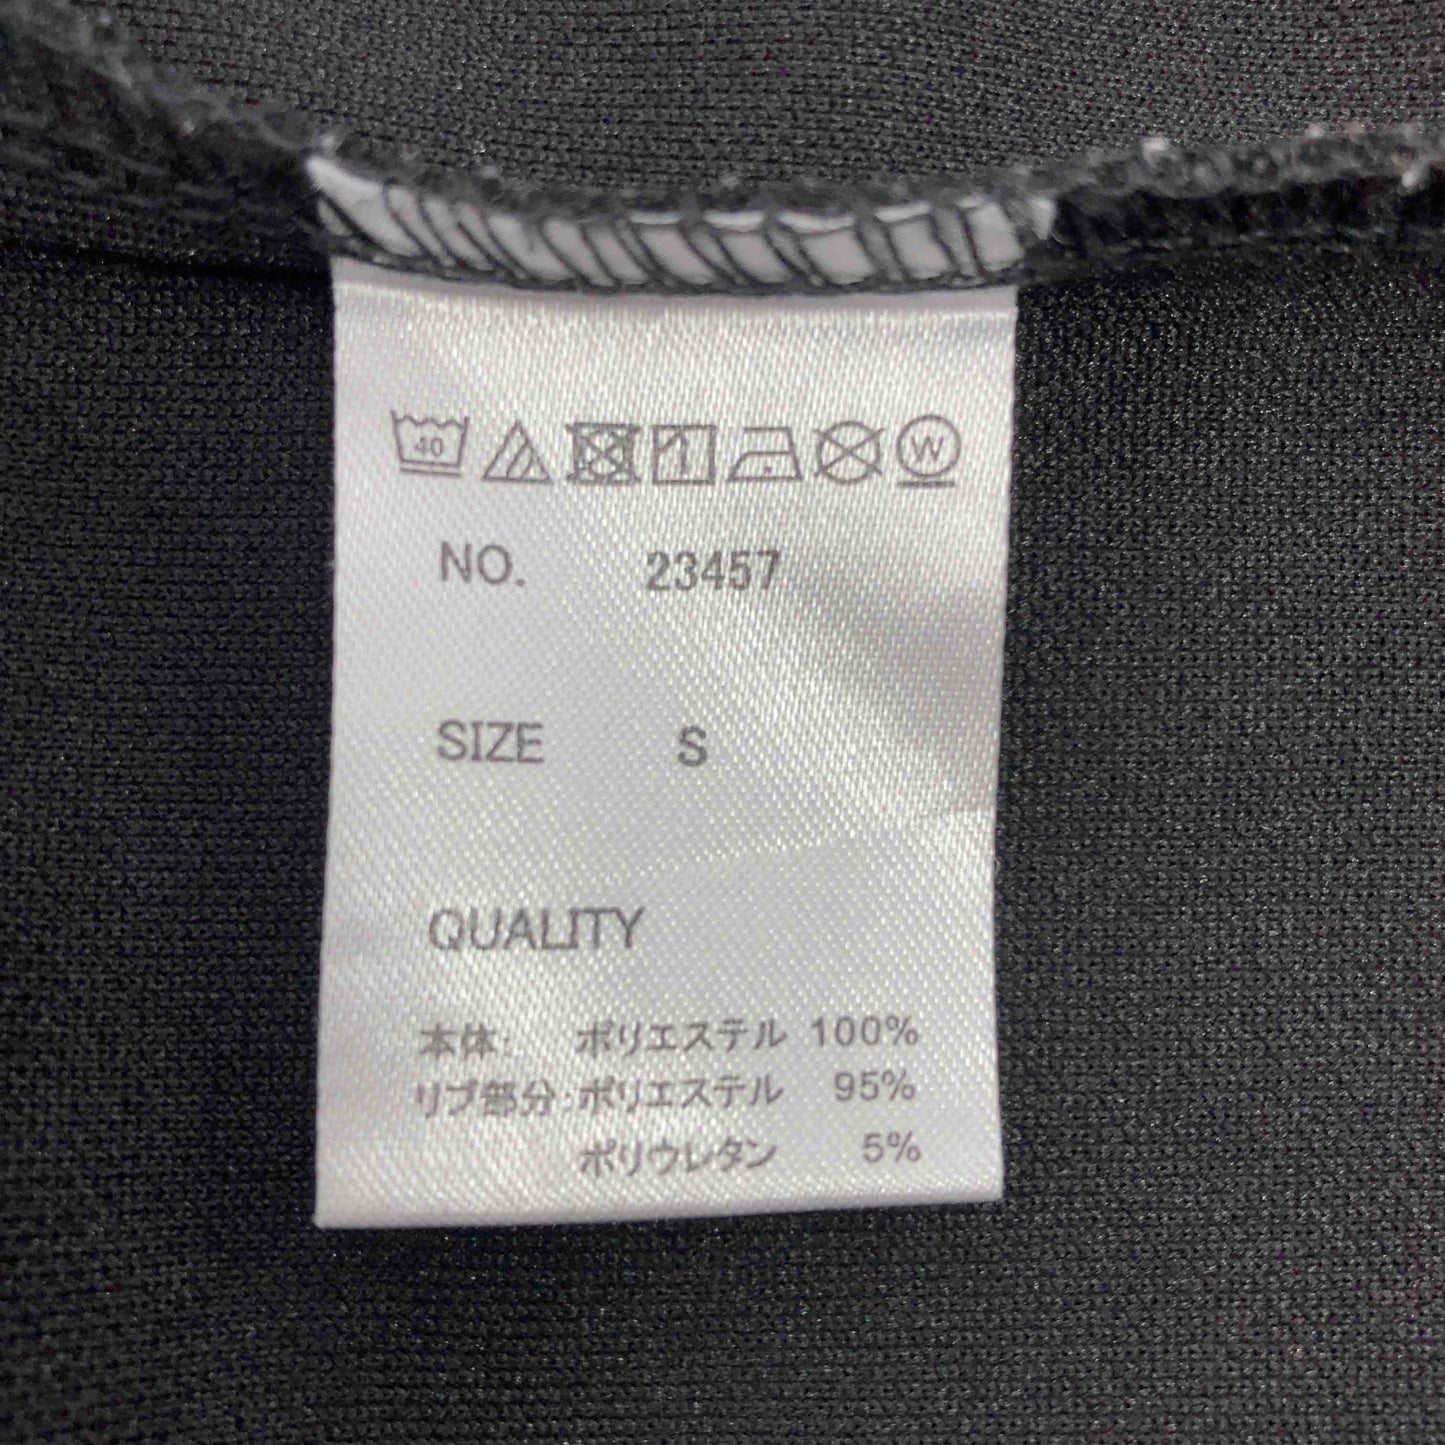 40 W
NO. 23457
SIZE S
QUALITY
本体: ポリエステル 100%
リブ部分:ポリエステル 95%
ポリウレタン 5%